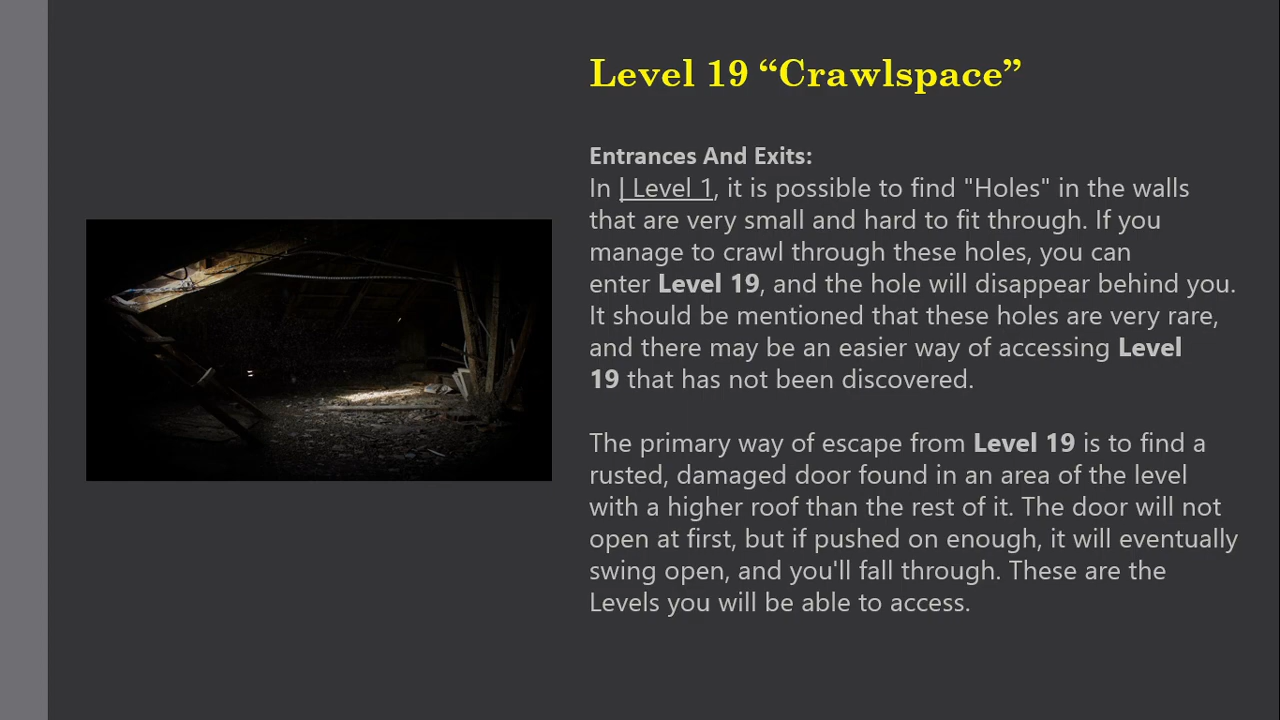 Level 19 “Crawlspace”
Entrances And Exits:
In | Level 1, it is possible to find "Holes" in the walls
that are very small and hard to fit through. If you
manage to crawl through these holes, you can
enter Level 19, and the hole will disappear behind you.
It should be mentioned that these holes are very rare,
and there may be an easier way of accessing Level
19 that has not been discovered.
The primary way of escape from Level 19 is to find a
rusted, damaged door found in an area of the level
with a higher roof than the rest of it. The door will not
open at first, but if pushed on enough, it will eventually
swing open, and you'll fall through. These are the
Levels you will be able to access.